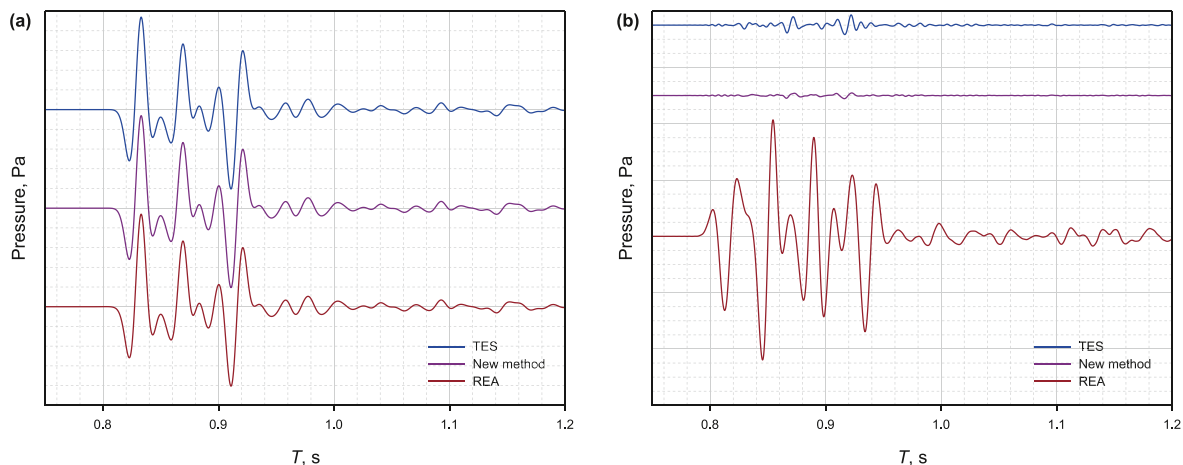 (a)
Pressure, Pa
TES
New method
REA
0.8 0.9 1.0 1.1 1.2
T, s
(b)
Pressure, Pa
TES
New method
REA
0.8 0.9 1.0 1.1 1.2
T, s